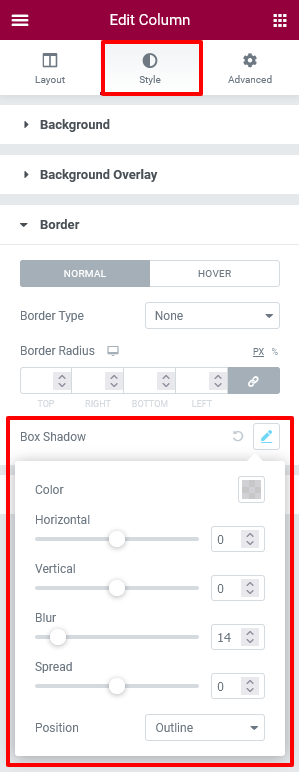 Edit Column
Layout Style Advanced
Background
Background Overlay
Border
NORMAL HOVER
Border Type None
Border Radius PX %
TOP RIGHT BOTTOM LEFT
Box Shadow
Color
Horizontal
0
Vertical
0
Blur
14
Spread
0
Position Outline